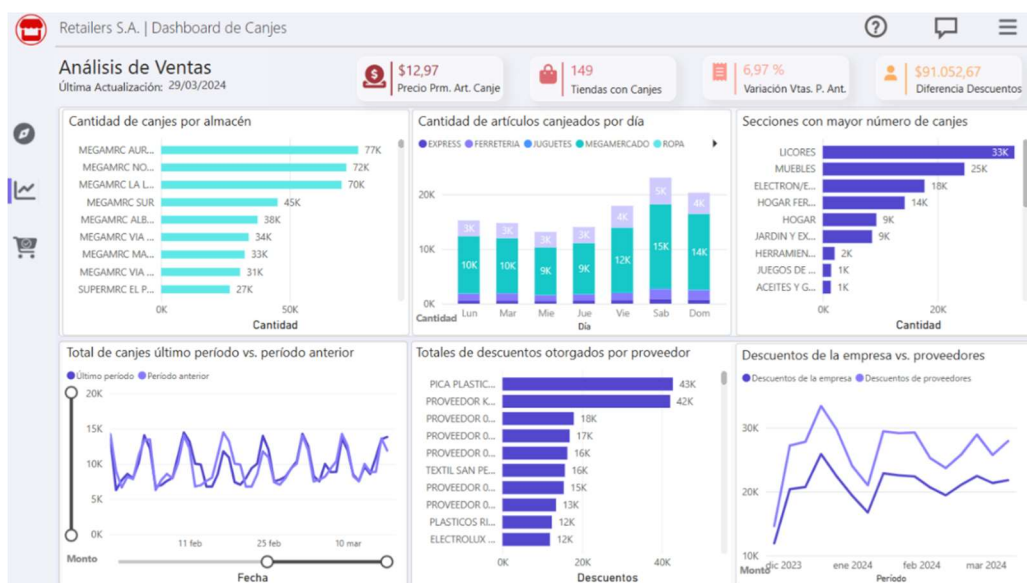 Retailers S.A. | Dashboard de Canjes
Análisis de Ventas
Última Actualización: 29/03/2024
$12,97
Precio Prm. Art. Canje
149
Tiendas con Canjes
6,97 %
Variación Vtas. P. Ant.
$91.052,67
Diferencia Descuentos
Cantidad de canjes por almacén
MEGAMRC AUR... 77K
MEGAMRC NO... 72K
MEGAMRC LA L... 70K
MEGAMRC SUR 45K
MEGAMRC ALB... 38K
MEGAMRC VIA ... 34K
MEGAMRC MA... 33K
MEGAMRC VIA ... 31K
SUPERMRC EL P... 27K
0K 50K
Cantidad
Cantidad de artículos canjeados por día
EXPRESS FERRETERIA JUGUETES MEGAMERCADO ROPA
20K
10K
0K
3K 3K 3K 3K 4K 5K 4K
10K 10K 9K 9K 12K 15K 14K
Lun Mar Mie Jue Vie Sab Dom
Cantidad
Día
Secciones con mayor número de canjes
LICORES 33K
MUEBLES 25K
ELECTRON/E... 18K
HOGAR FER... 14K
HOGAR 9K
JARDIN Y EX... 9K
HERRAMIEN... 2K
JUEGOS DE ... 1K
ACEITES Y G... 1K
0K 20K
Cantidad
Total de canjes último período vs. período anterior
Último período Período anterior
20K
15K
10K
5K
0K
11 feb 25 feb 10 mar
Monto
Fecha
Totales de descuentos otorgados por proveedor
PICA PLASTIC... 43K
PROVEEDOR K... 42K
PROVEEDOR 0... 18K
PROVEEDOR 0... 17K
PROVEEDOR 0... 16K
TEXTIL SAN PE... 16K
PROVEEDOR 0... 15K
PROVEEDOR 0... 13K
PLASTICOS RI... 12K
ELECTROLUX ... 12K
0K 20K 40K
Descuentos
Descuentos de la empresa vs. proveedores
Descuentos de la empresa Descuentos de proveedores
30K
20K
10K
Monto
dic 2023 ene 2024 feb 2024 mar 2024
Período